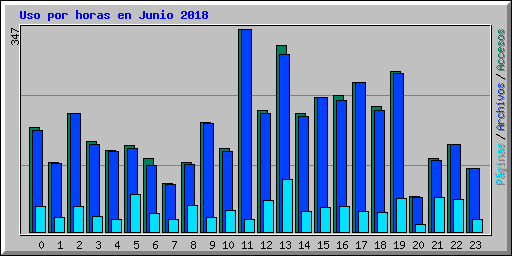 Uso por horas en Junio 2018
347
Páginas / Archivos / Accesos
0 1 2 3 4 5 6 7 8 9 10 11 12 13 14 15 16 17 18 19 20 21 22 23